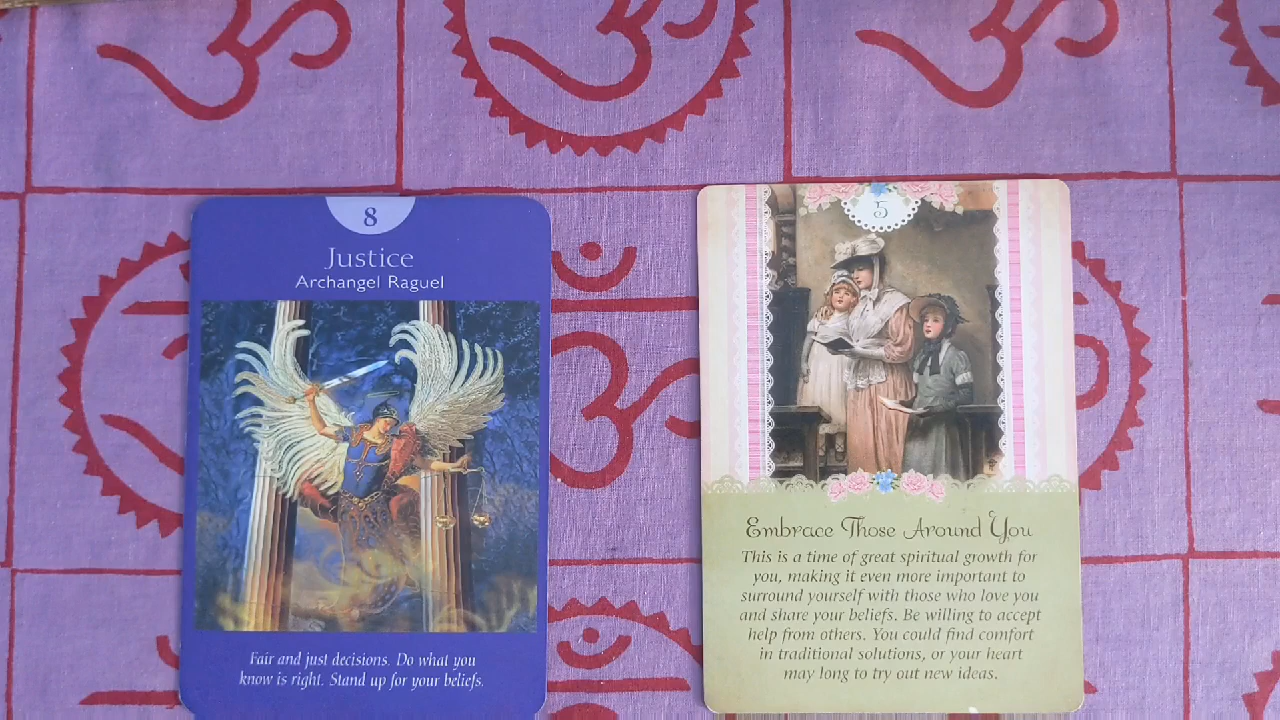 8
Justice
Archangel Raguel
Fair and just decisions. Do what you
know is right. Stand up for your beliefs.
5
Embrace Those Around You
This is a time of great spiritual growth for
you, making it even more important to
surround yourself with those who love you
and share your beliefs. Be willing to accept
help from others. You could find comfort
in traditional solutions, or your heart
may long to try out new ideas.